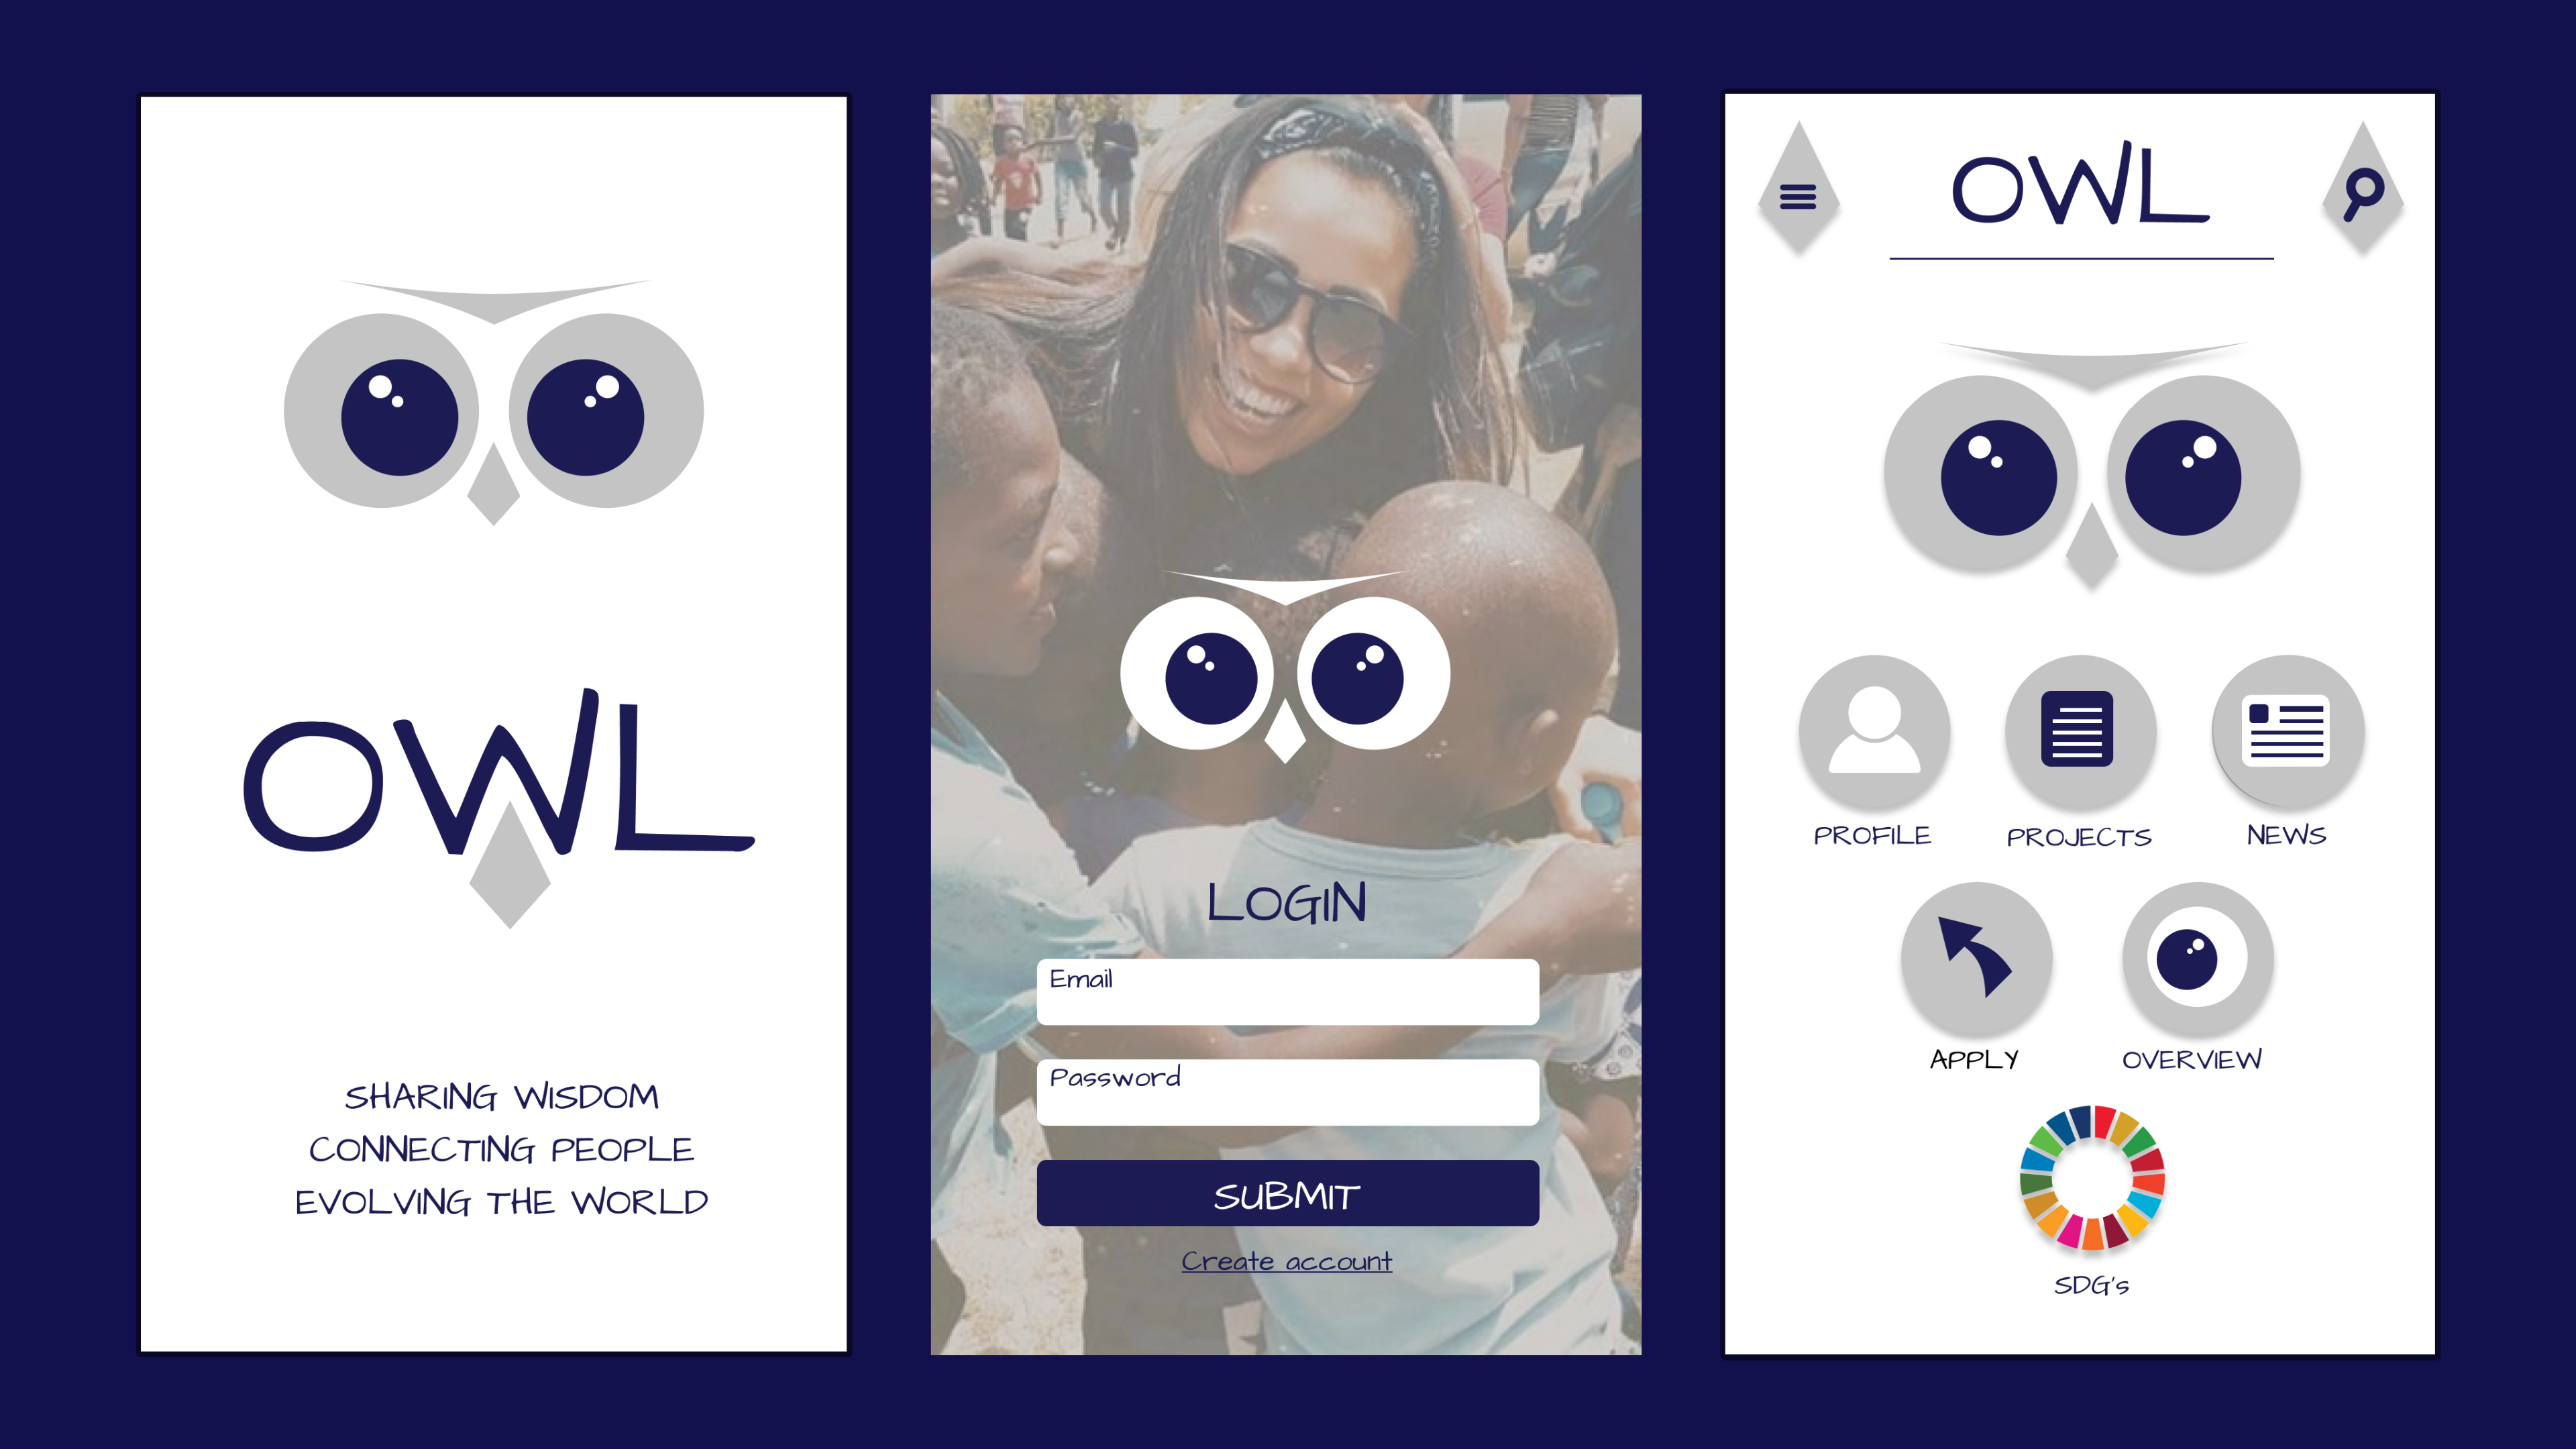 OWL
SHARING WISDOM
CONNECTING PEOPLE
EVOLVING THE WORLD
LOGIN
Email
Password
SUBMIT
Create account
OWL
PROFILE
PROJECTS
NEWS
APPLY
OVERVIEW
SDG's